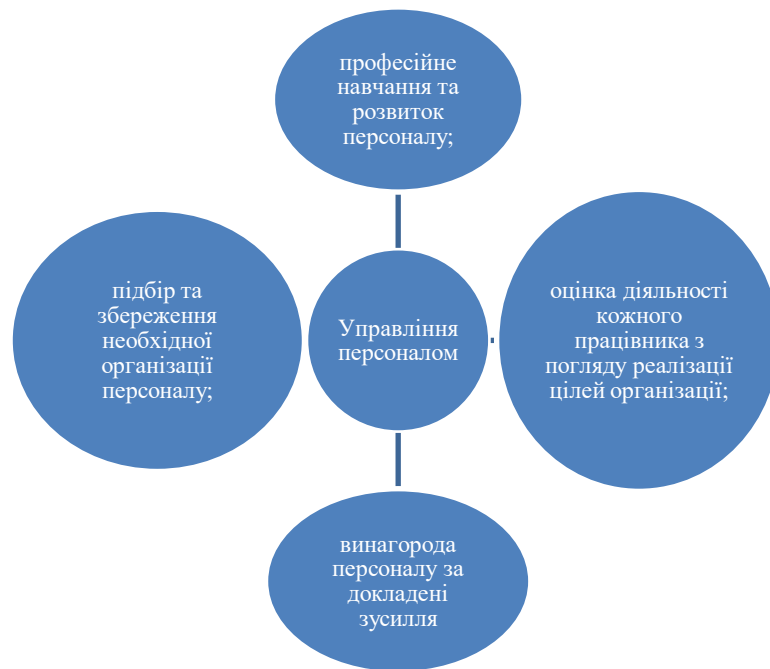 професійне
навчання та
розвиток
персоналу;
підбір та
збереження
необхідної
організації
персоналу;
Управління
персоналом
оцінка діяльності
кожного
працівника з
погляду реалізації
цілей організації;
винагорода
персоналу за
докладені
зусилля